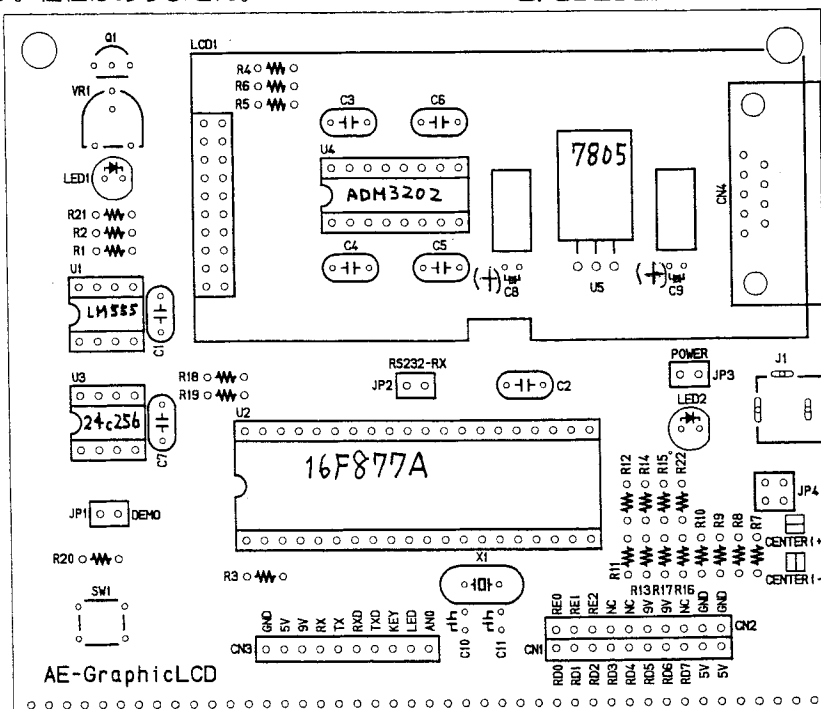 Q1
LCD1
VR1
R4
R6
R5
C3
C6
U4
ADM3202
7805
CN4
LED1
R21
R2
R1
C4
C5
(+)
C8
U5
(+)
C9
U1
LM555
C1
RS232-RX
JP2
POWER
JP3
J1
R18
R19
C2
U3
24c256
C7
U2
16F877A
LED2
R12
R14
R15
R22
JP4
JP1
DEMO
R10
R9
R8
R7
CENTER(+
CENTER(-
R20
R3
X1
R11
R13
R17
R16
SW1
GND
5V
9V
RX
TX
RXD
TXD
KEY
LED
AN0
CN3
C10
C11
RE0
RE1
RE2
NC
NC
9V
9V
NC
GND
GND
CN2
CN1
RD0
RD1
RD2
RD3
RD4
RD5
RD6
RD7
5V
5V
AE-GraphicLCD